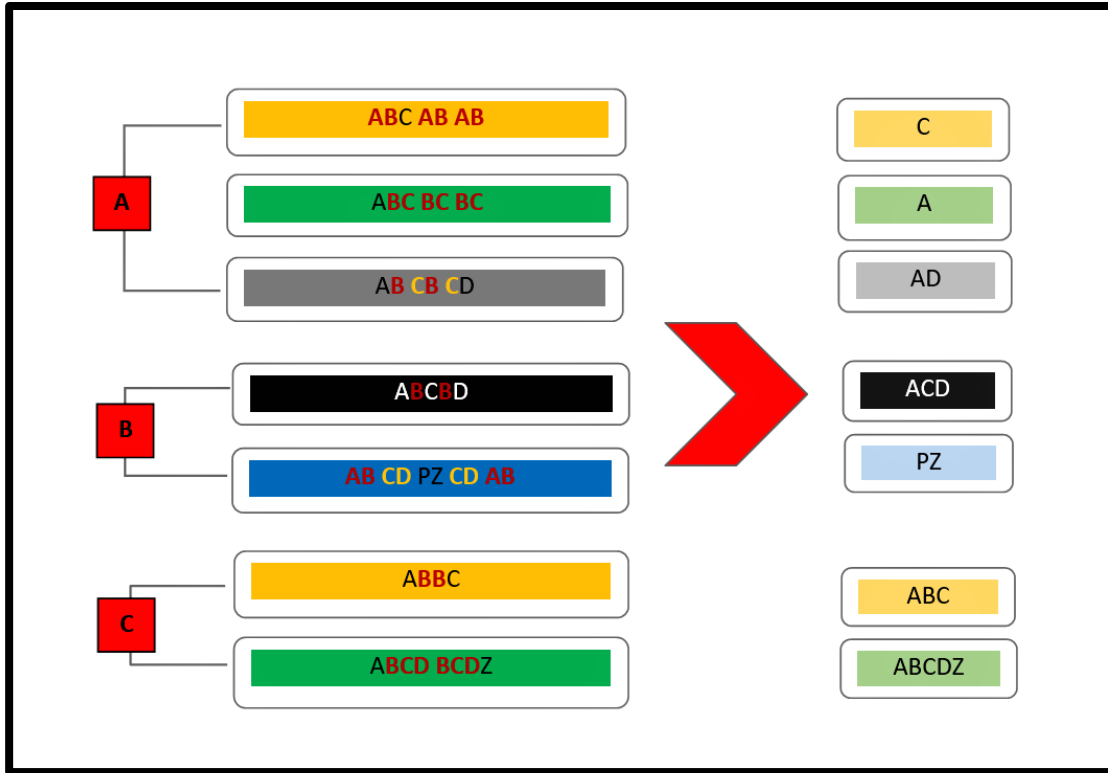 ABC AB AB
C
A
ABC BC BC
A
AB CB CD
AD
B
ABCBD
ACD
AB CD PZ CD AB
PZ
C
ABBC
ABC
ABCD BCDZ
ABCDZ